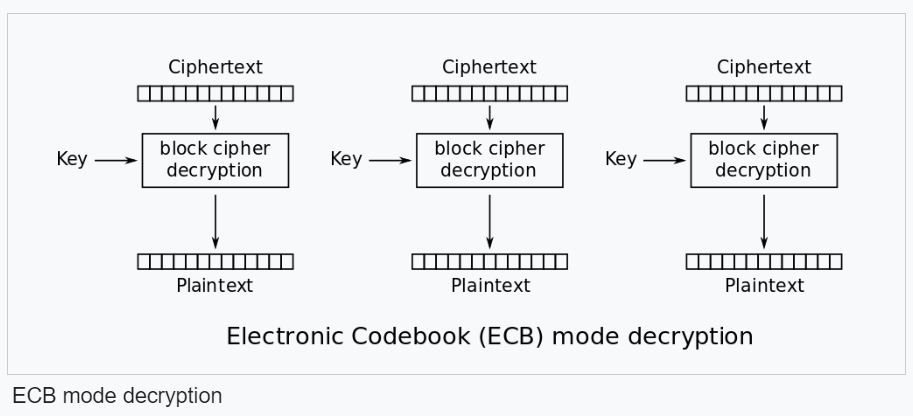 Ciphertext Ciphertext Ciphertext
Key block cipher Key block cipher Key block cipher
decryption decryption decryption
Plaintext Plaintext Plaintext
Electronic Codebook (ECB) mode decryption
ECB mode decryption